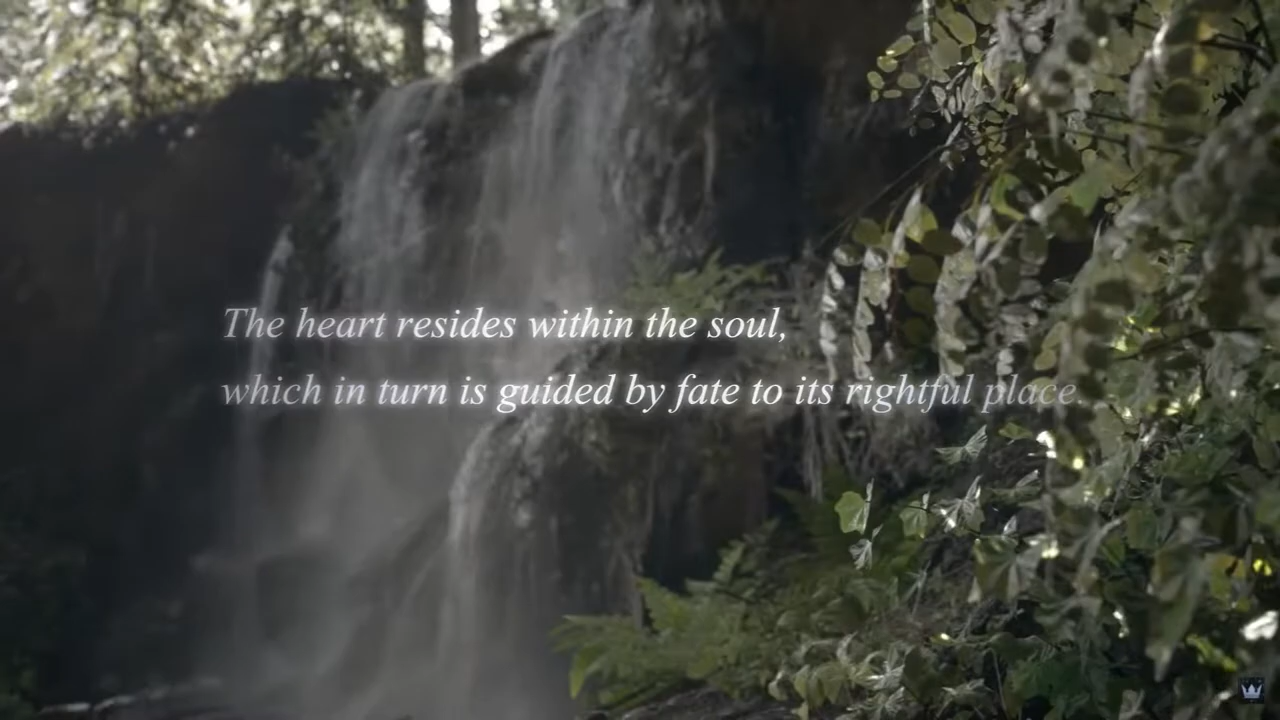 The heart resides within the soul,
which in turn is guided by fate to its rightful place.